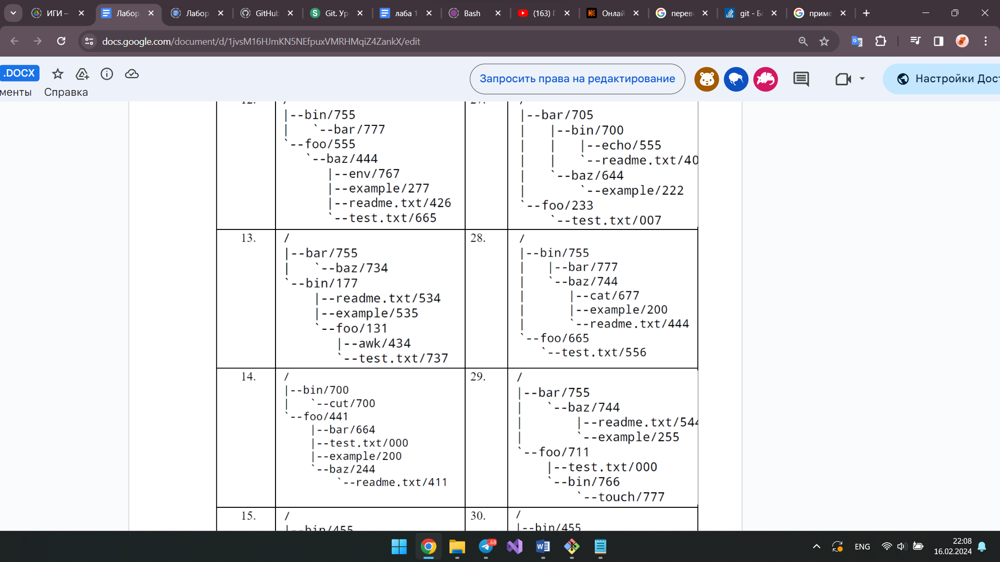 ИГИ –
Лабор
Лабор
GitHub
Git. Ур
лаба 1
Bash
(163) Г
Онлай
перев
git - Бо
приме
docs.google.com/document/d/1jvsM16HJmKN5NEfpuxVMRHMqiZ4ZankX/edit
.DOCX
Запросить права на редактирование
Настройки Дос
менты Справка
12.
/
|--bin/755
|   `--bar/777
`--foo/555
   `--baz/444
      |--env/767
      |--example/277
      |--readme.txt/426
      `--test.txt/665
27.
/
|--bar/705
|   |--bin/700
|   |   |--echo/555
|   |   `--readme.txt/40
|   `--baz/644
|       `--example/222
`--foo/233
    `--test.txt/007
13.
/
|--bar/755
|   `--baz/734
`--bin/177
    |--readme.txt/534
    |--example/535
    `--foo/131
       |--awk/434
       `--test.txt/737
28.
/
|--bin/755
|   |--bar/777
|   `--baz/744
|      |--cat/677
|      |--example/200
|      `--readme.txt/444
`--foo/665
   `--test.txt/556
14.
/
|--bin/700
|   `--cut/700
`--foo/441
    |--bar/664
    |--test.txt/000
    |--example/200
    `--baz/244
        `--readme.txt/411
29.
/
|--bar/755
|   `--baz/744
|       |--readme.txt/544
|       `--example/255
`--foo/711
    |--test.txt/000
    `--bin/766
        `--touch/777
15.
/
|--bin/455
30.
/
|--bin/455
..68
ENG
22:08
16.02.2024